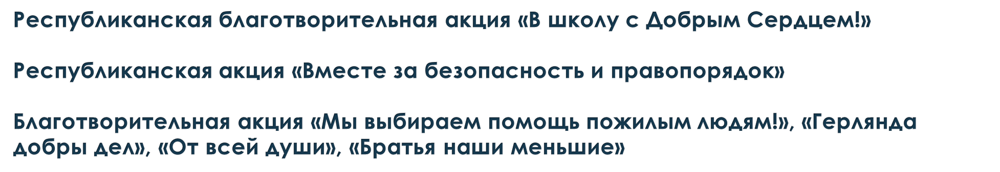 Республиканская благотворительная акция «В школу с Добрым Сердцем!»
Республиканская акция «Вместе за безопасность и правопорядок»
Благотворительная акция «Мы выбираем помощь пожилым людям!», «Герлянда
добры дел», «От всей души», «Братья наши меньшие»